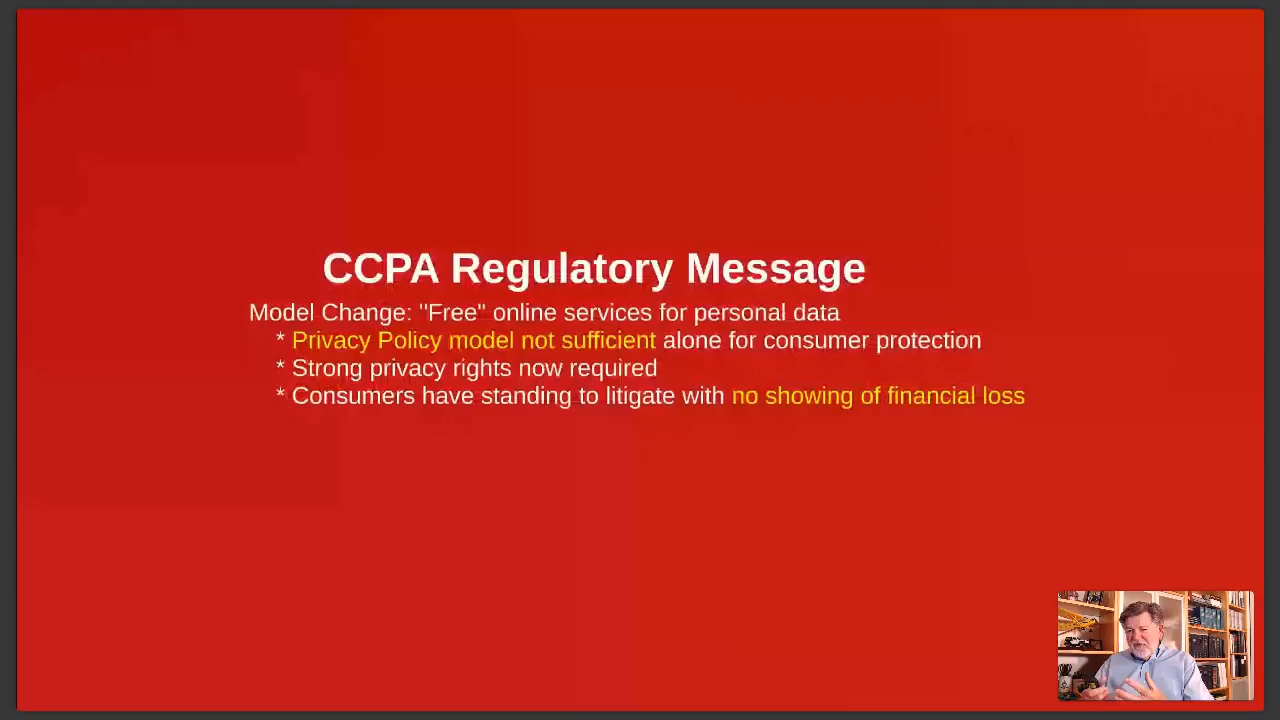 CCPA Regulatory Message
Model Change: "Free" online services for personal data
* Privacy Policy model not sufficient alone for consumer protection
* Strong privacy rights now required
* Consumers have standing to litigate with no showing of financial loss